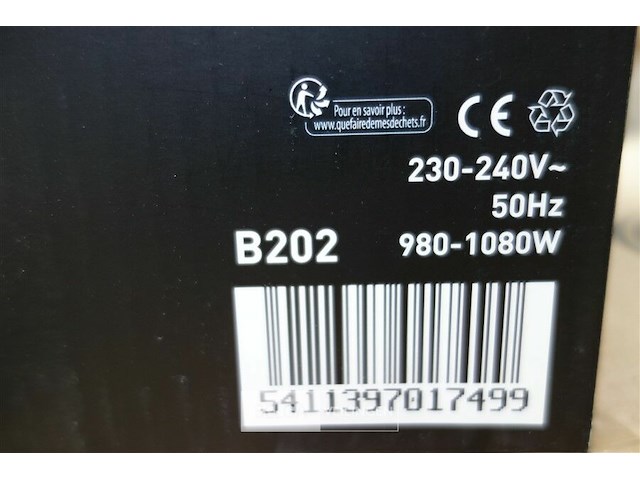 Pour en savoir plus :
www.quefairedemesdechets.fr
CE
230-240V~
50Hz
B202
980-1080W
5411397017499